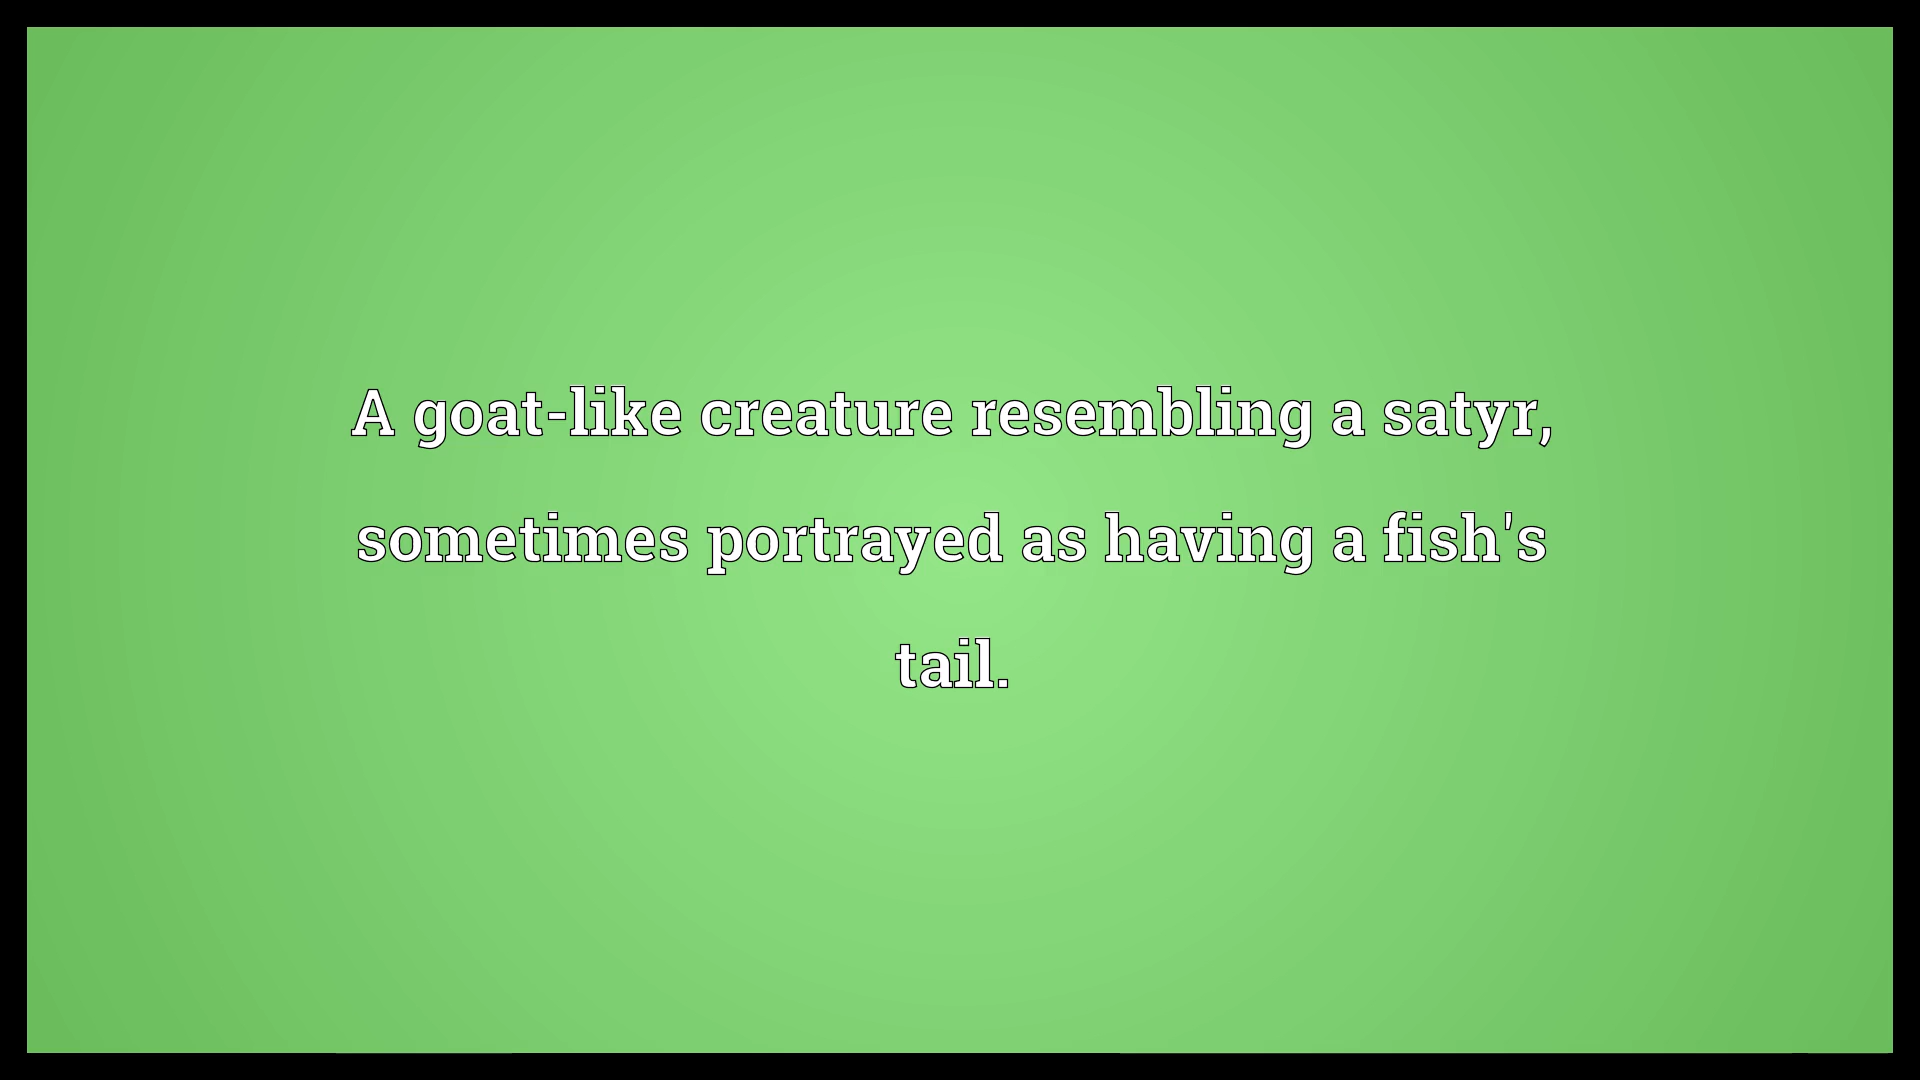 A goat-like creature resembling a satyr,
sometimes portrayed as having a fish's
tail.